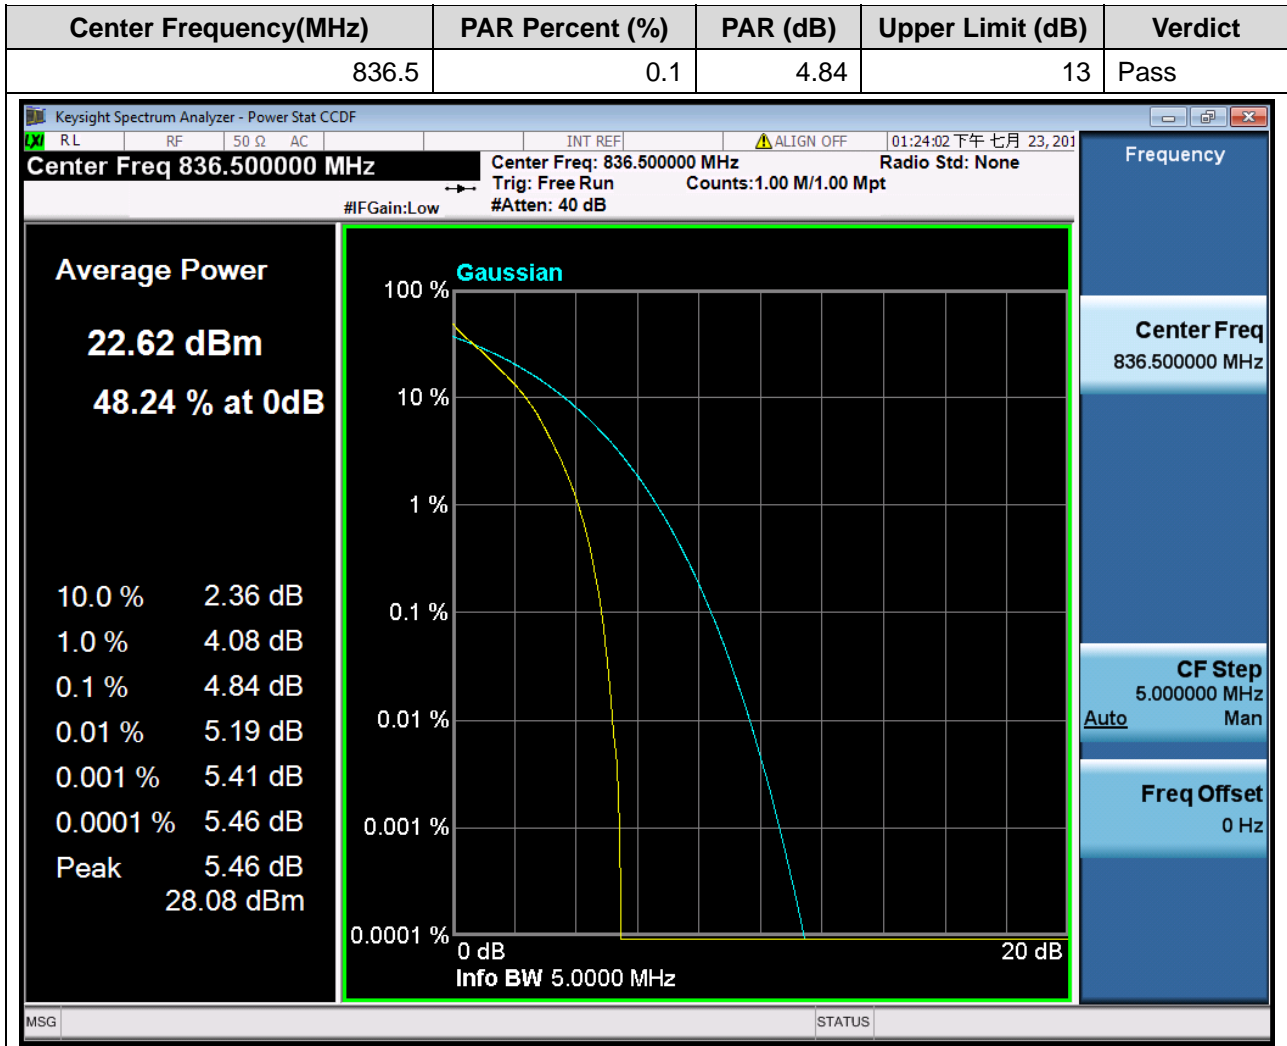 Center Frequency(MHz) PAR Percent (%) PAR (dB) Upper Limit (dB) Verdict
836.5 0.1 4.84 13 Pass
Keysight Spectrum Analyzer - Power Stat CCDF
LXI RL RF 50 Ω AC INT REF ALIGN OFF 01:24:02 下午 七月 23, 201
Center Freq 836.500000 MHz
#IFGain:Low
Center Freq: 836.500000 MHz
Trig: Free Run Counts:1.00 M/1.00 Mpt
#Atten: 40 dB
Radio Std: None
Average Power
22.62 dBm
48.24 % at 0dB
10.0 % 2.36 dB
1.0 % 4.08 dB
0.1 % 4.84 dB
0.01 % 5.19 dB
0.001 % 5.41 dB
0.0001 % 5.46 dB
Peak 5.46 dB
28.08 dBm
Gaussian
100 %
10 %
1 %
0.1 %
0.01 %
0.001 %
0.0001 %
0 dB 20 dB
Info BW 5.0000 MHz
Frequency
Center Freq
836.500000 MHz
CF Step
5.000000 MHz
Auto Man
Freq Offset
0 Hz
MSG STATUS